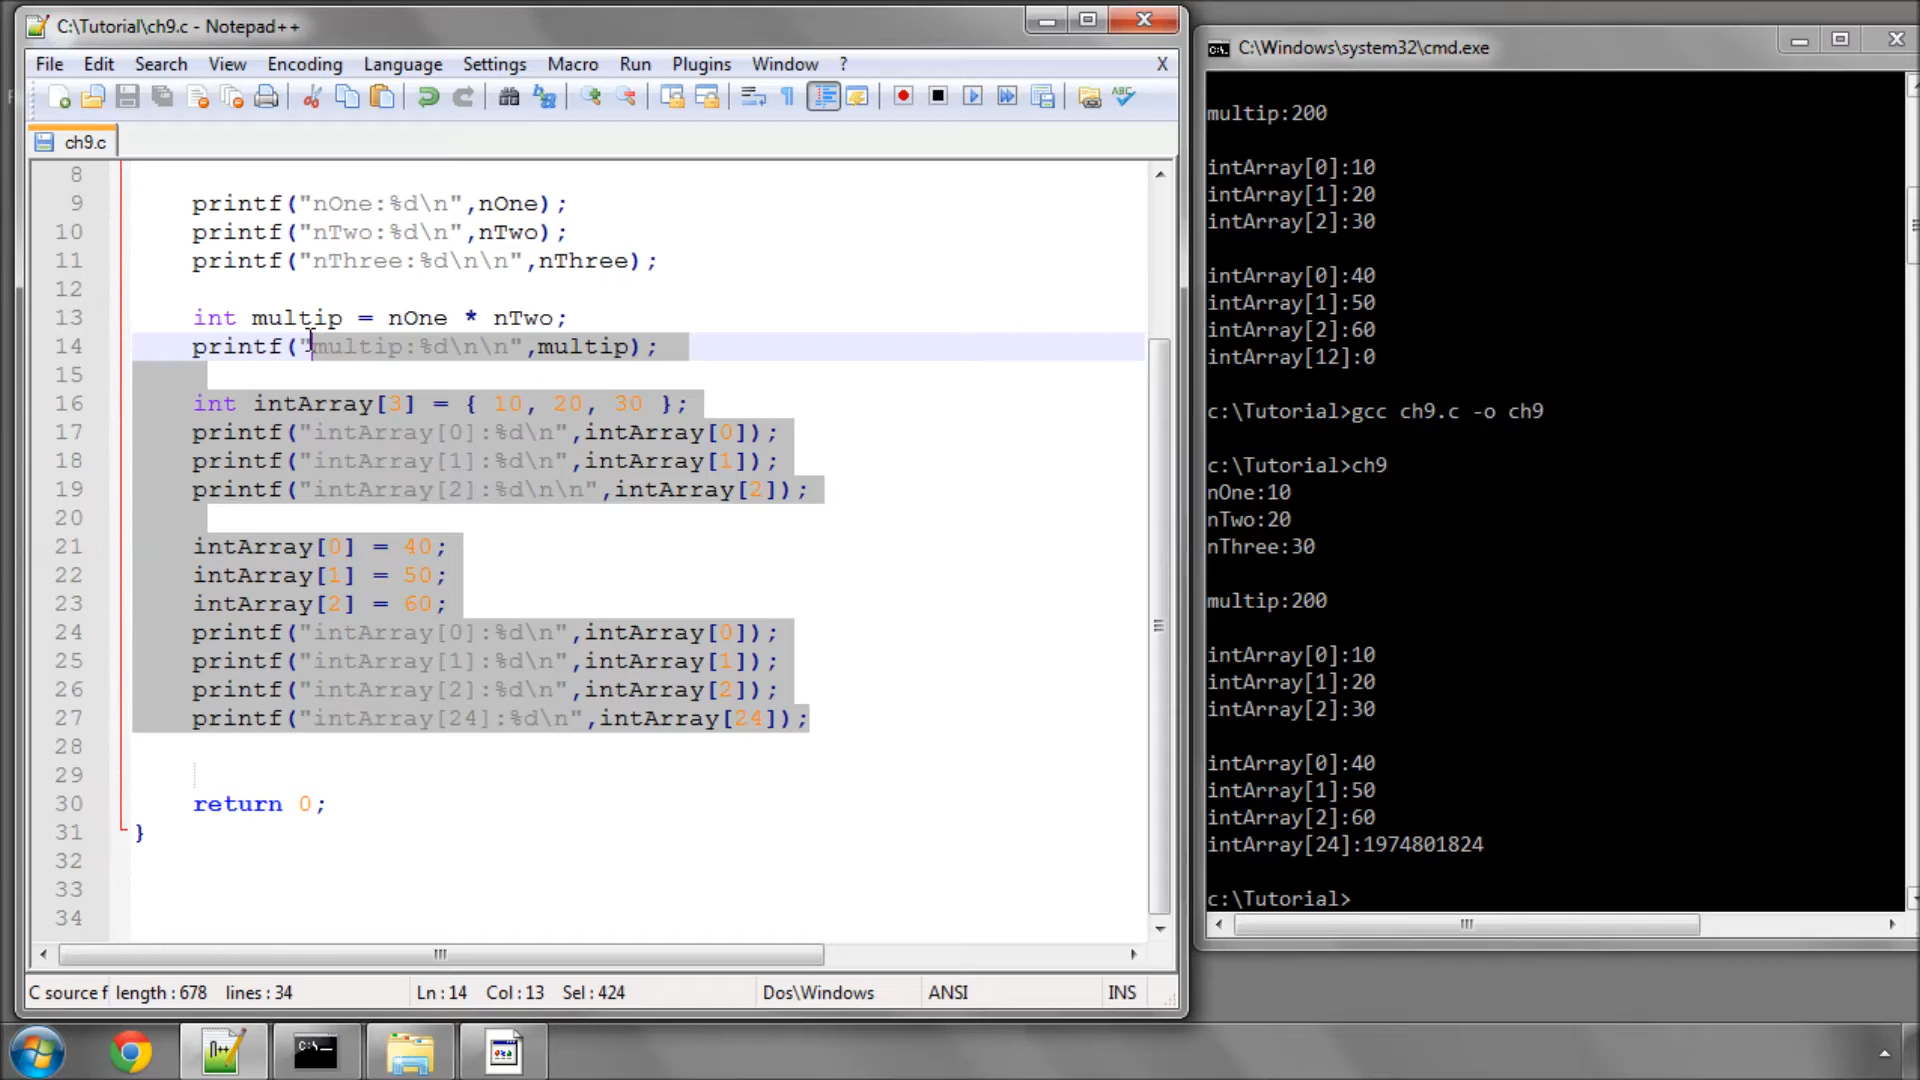 C:\Tutorial\ch9.c - Notepad++
File Edit Search View Encoding Language Settings Macro Run Plugins Window ? X
ch9.c
8
9 printf("nOne:%d\n",nOne);
10 printf("nTwo:%d\n",nTwo);
11 printf("nThree:%d\n\n",nThree);
12
13 int multip = nOne * nTwo;
14 printf("multip:%d\n\n",multip);
15
16 int intArray[3] = { 10, 20, 30 };
17 printf("intArray[0]:%d\n",intArray[0]);
18 printf("intArray[1]:%d\n",intArray[1]);
19 printf("intArray[2]:%d\n\n",intArray[2]);
20
21 intArray[0] = 40;
22 intArray[1] = 50;
23 intArray[2] = 60;
24 printf("intArray[0]:%d\n",intArray[0]);
25 printf("intArray[1]:%d\n",intArray[1]);
26 printf("intArray[2]:%d\n",intArray[2]);
27 printf("intArray[24]:%d\n",intArray[24]);
28
29
30 return 0;
31 }
32
33
34
C source f length : 678 lines : 34 Ln : 14 Col : 13 Sel : 424 Dos\Windows ANSI INS
C:\Windows\system32\cmd.exe
multip:200
intArray[0]:10
intArray[1]:20
intArray[2]:30
intArray[0]:40
intArray[1]:50
intArray[2]:60
intArray[12]:0
c:\Tutorial>gcc ch9.c -o ch9
c:\Tutorial>ch9
nOne:10
nTwo:20
nThree:30
multip:200
intArray[0]:10
intArray[1]:20
intArray[2]:30
intArray[0]:40
intArray[1]:50
intArray[2]:60
intArray[24]:1974801824
c:\Tutorial>